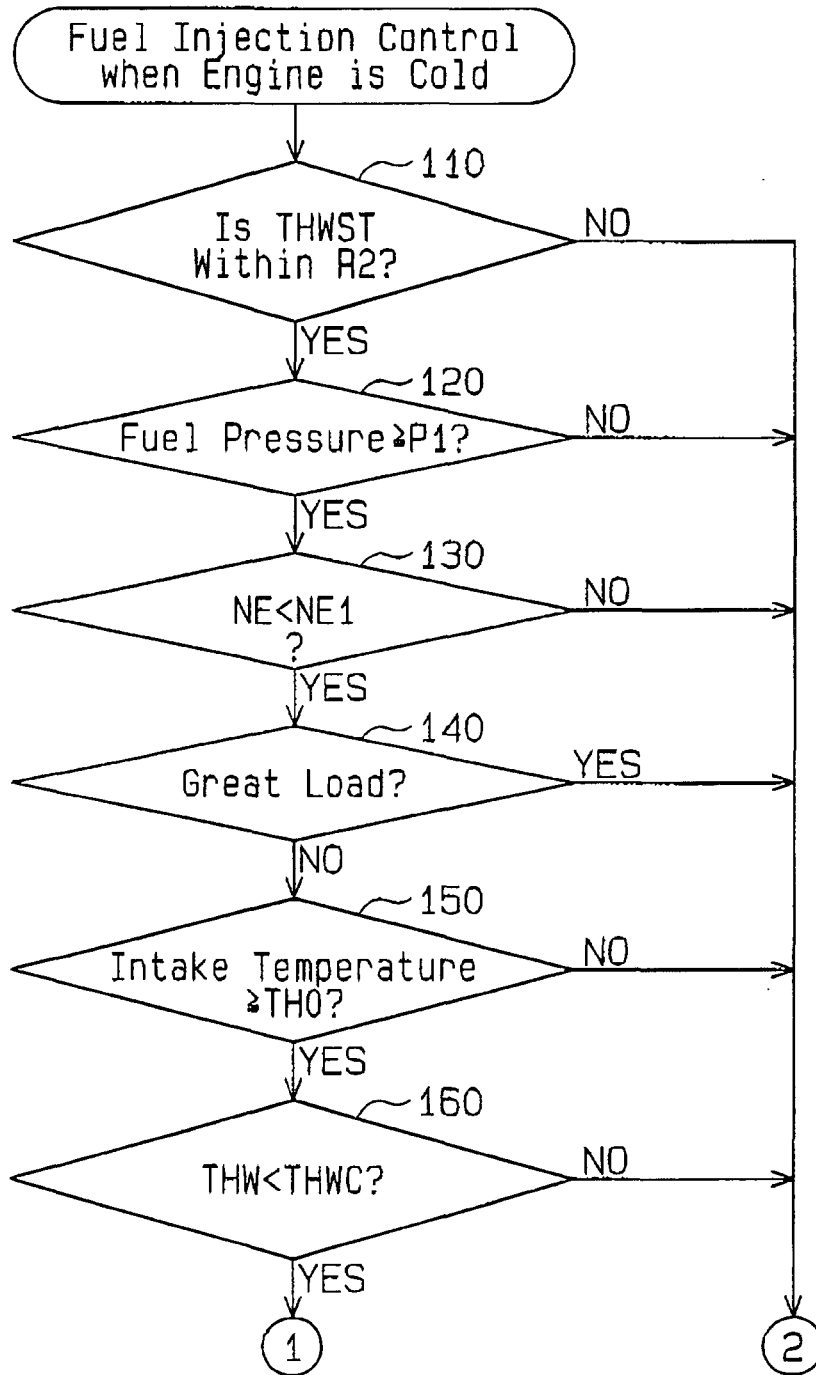 Fuel Injection Control
when Engine is Cold
110
Is THWST
Within R2?
NO
YES
120
Fuel Pressure≧P1?
NO
YES
130
NE<NE1
?
NO
YES
140
Great Load?
YES
NO
150
Intake Temperature
≧TH0?
NO
YES
160
THW<THWC?
NO
YES
1
2